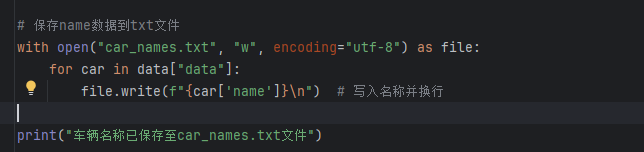 # 保存name数据到txt文件
with open("car_names.txt", "w", encoding="utf-8") as file:
    for car in data["data"]:
        file.write(f"{car['name']}\n")  # 写入名称并换行
print("车辆名称已保存至car_names.txt文件")